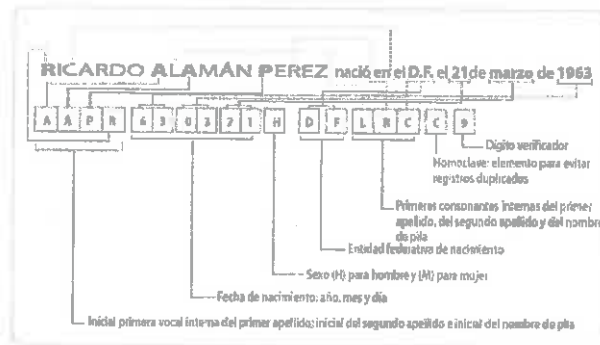 RICARDO ALAMÁN PEREZ nació en el D.F. el 21 de marzo de 1963
A A P R 6 3 0 3 2 1 H D F L R C C 9
Dígito verificador
Homoclave: elemento para evitar
registros duplicados
Primeras consonantes internas del primer
apellido, del segundo apellido y del nombre
de pila
Entidad federativa de nacimiento
Sexo (H) para hombre y (M) para mujer
Fecha de nacimiento: año, mes y día
Inicial primera vocal interna del primer apellido; inicial del segundo apellido e inicial del nombre de pila